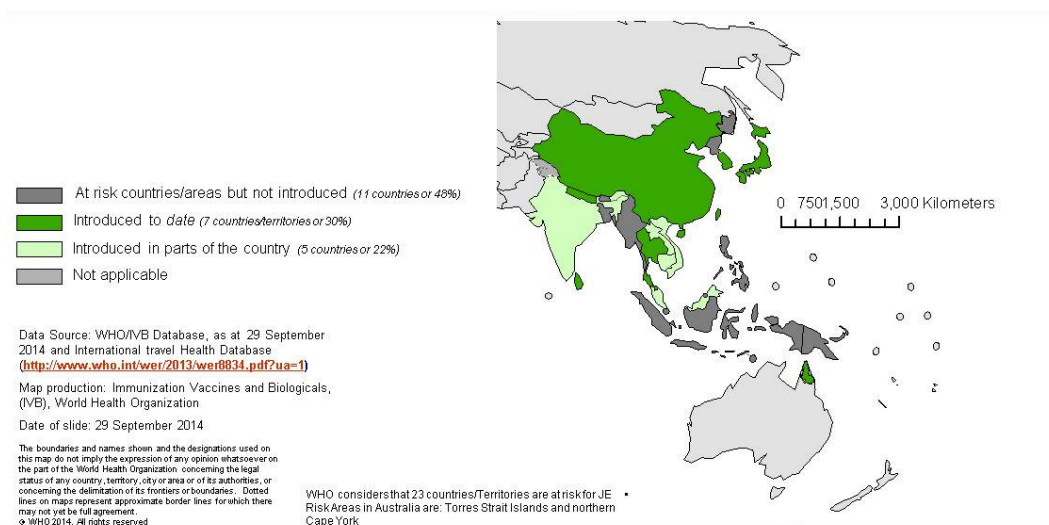 At risk countries/areas but not introduced (11 countries or 48%)
Introduced to date (7 countries/territories or 30%)
Introduced in parts of the country (5 countries or 22%)
Not applicable
0 7501,500 3,000 Kilometers
Data Source: WHO/IVB Database, as at 29 September
2014 and International travel Health Database
(http://www.who.int/wer/2013/wer8834.pdf?ua=1)
Map production: Immunization Vaccines and Biologicals,
(IVB), World Health Organization
Date of slide: 29 September 2014
The boundaries and names shown and the designations used on
this map do not imply the expression of any opinion whatsoever on
the part of the World Health Organization concerning the legal
status of any country, territory, city or area or of its authorities, or
concerning the delimitation of its frontiers or boundaries. Dotted
lines on maps represent approximate border lines for which there
may not yet be full agreement.
© WHO 2014. All rights reserved
WHO considers that 23 countries/Territories are at risk for JE •
Risk Areas in Australia are: Torres Strait Islands and northern
Cape York